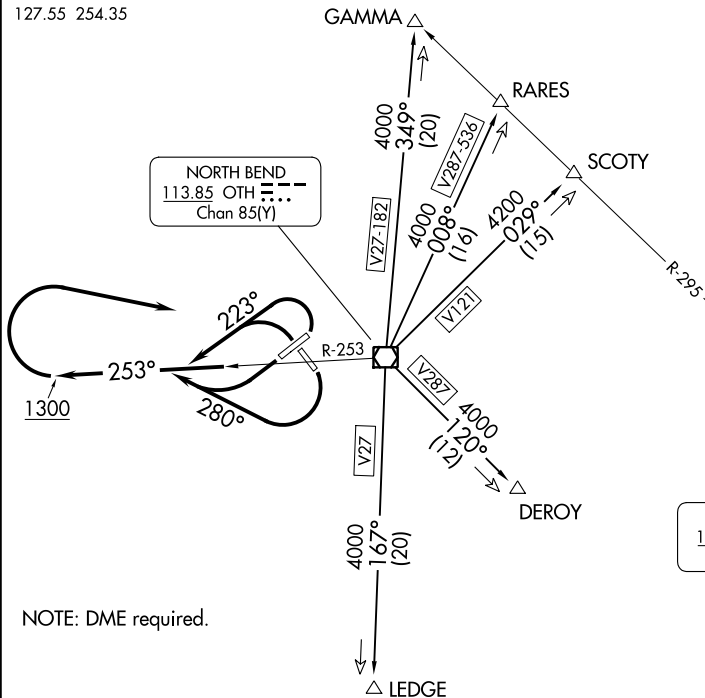 127.55 254.35
GAMMA
RARES
SCOTY
4000
349°
(20)
V287-536
NORTH BEND
113.85 OTH
Chan 85(Y)
V27-182
4000
008°
(16)
4200
029°
(15)
V121
R-295
223°
R-253
253°
1300
280°
V287
4000
120°
(12)
V27
DEROY
4000
167°
(20)
1
NOTE: DME required.
LEDGE